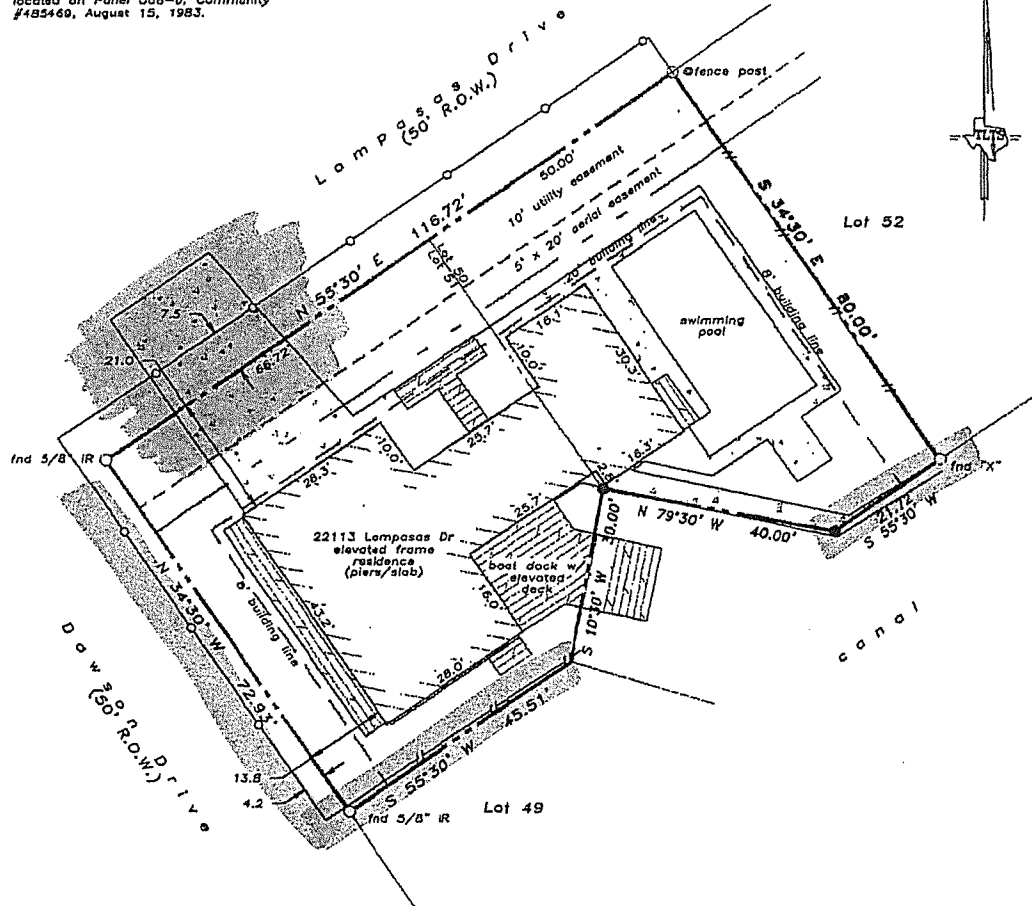 #485469, August 15, 1983.
Lampasas Drive
(50' R.O.W.)
@fence post
TLTS
50.00'
10' utility easement
116.72'
5' X 20' aerial easement
Lot 52
S 34°30' E
80.00'
N 55°30' E
20' building line
8' building line
swimming
pool
7.5
21.0
66.72
16.1'
10.0'
39.3'
fnd 5/8" IR
10.0'
25.7'
28.3'
16.3'
fnd "X"
21.72
S 55°30' W
N 79°30' W
40.00'
25.7'
22113 Lampasas Dr
elevated frame
residence
(piers/slab)
30.00'
boat dock w/
elevated
deck
16.0'
S 10°30' W
8' building line
43.2'
N 34°30' W
72.93'
canal
Dawson Drive
(50' R.O.W.)
28.0'
45.51'
S 55°30' W
13.8
4.2
fnd 5/8" IR
Lot 49